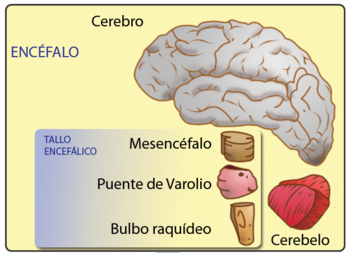 Cerebro
ENCÉFALO
TALLO
ENCEFÁLICO
Mesencéfalo
Puente de Varolio
Bulbo raquídeo
Cerebelo